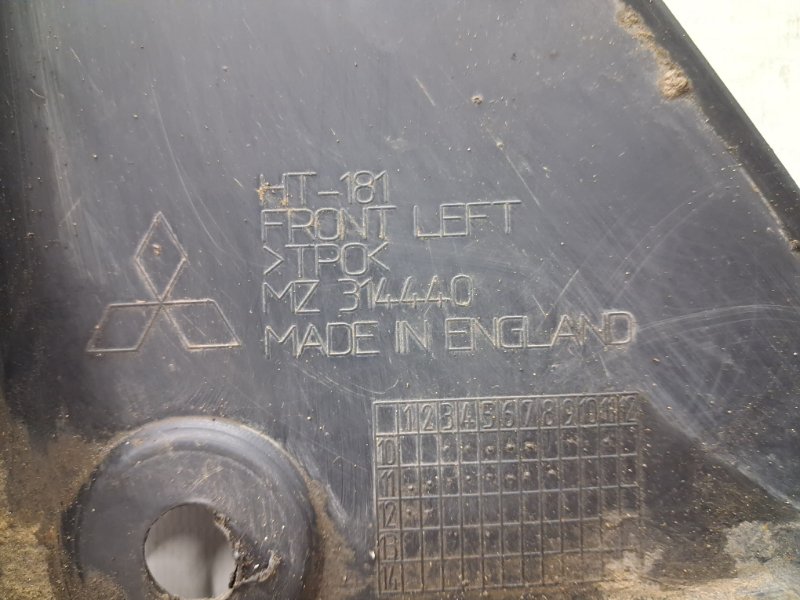 HT-181
FRONT LEFT
>TPO<
MZ 314440
MADE IN ENGLAND
1 2 3 4 5 6 7 8 9 10 11 12
10
11
12
13
14